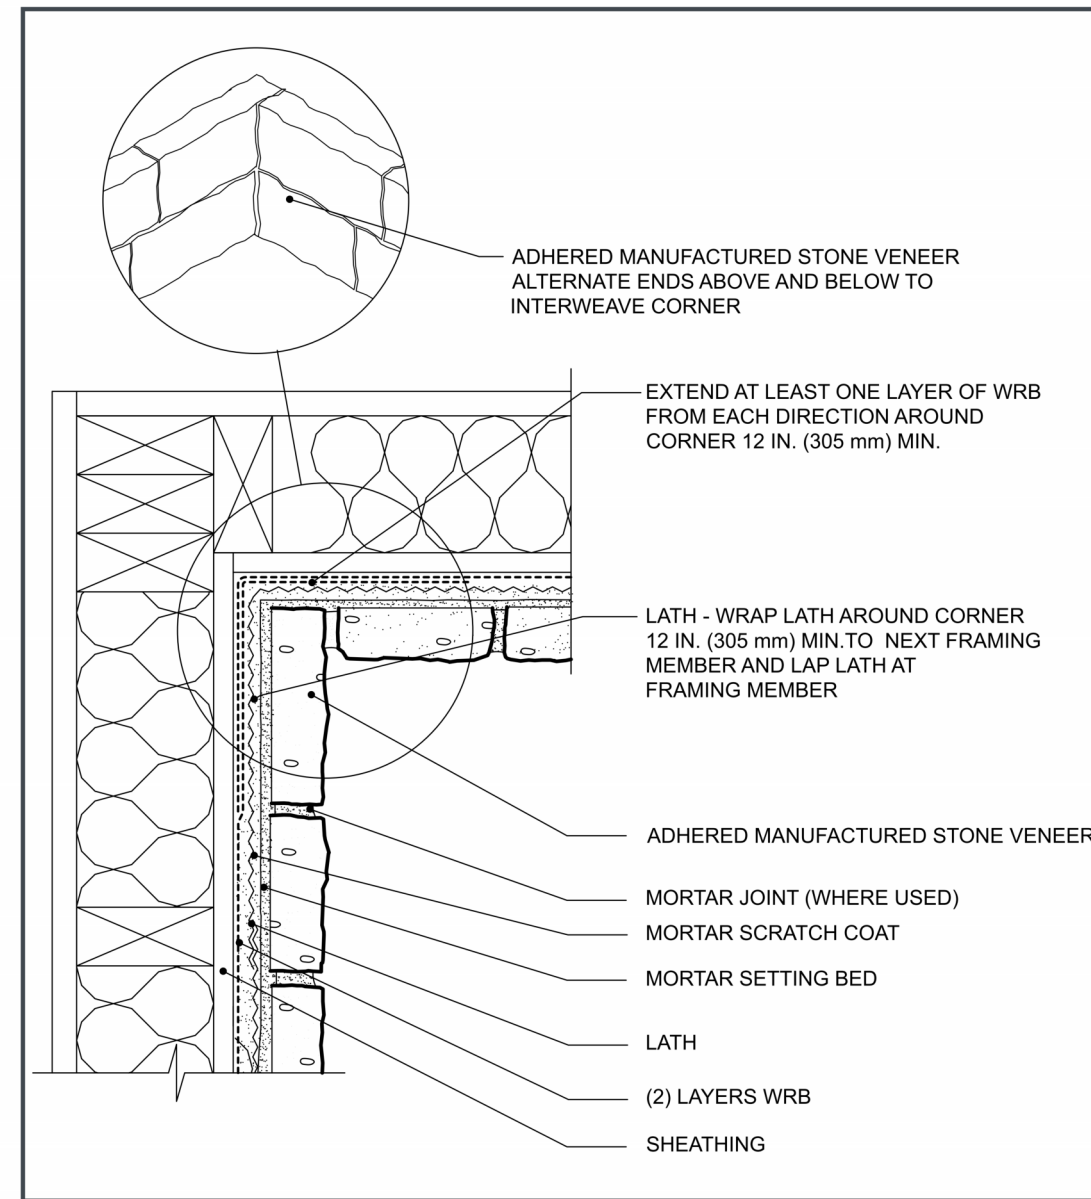 ADHERED MANUFACTURED STONE VENEER
ALTERNATE ENDS ABOVE AND BELOW TO
INTERWEAVE CORNER
EXTEND AT LEAST ONE LAYER OF WRB
FROM EACH DIRECTION AROUND
CORNER 12 IN. (305 mm) MIN.
LATH - WRAP LATH AROUND CORNER
12 IN. (305 mm) MIN.TO NEXT FRAMING
MEMBER AND LAP LATH AT
FRAMING MEMBER
ADHERED MANUFACTURED STONE VENEER
MORTAR JOINT (WHERE USED)
MORTAR SCRATCH COAT
MORTAR SETTING BED
LATH
(2) LAYERS WRB
SHEATHING